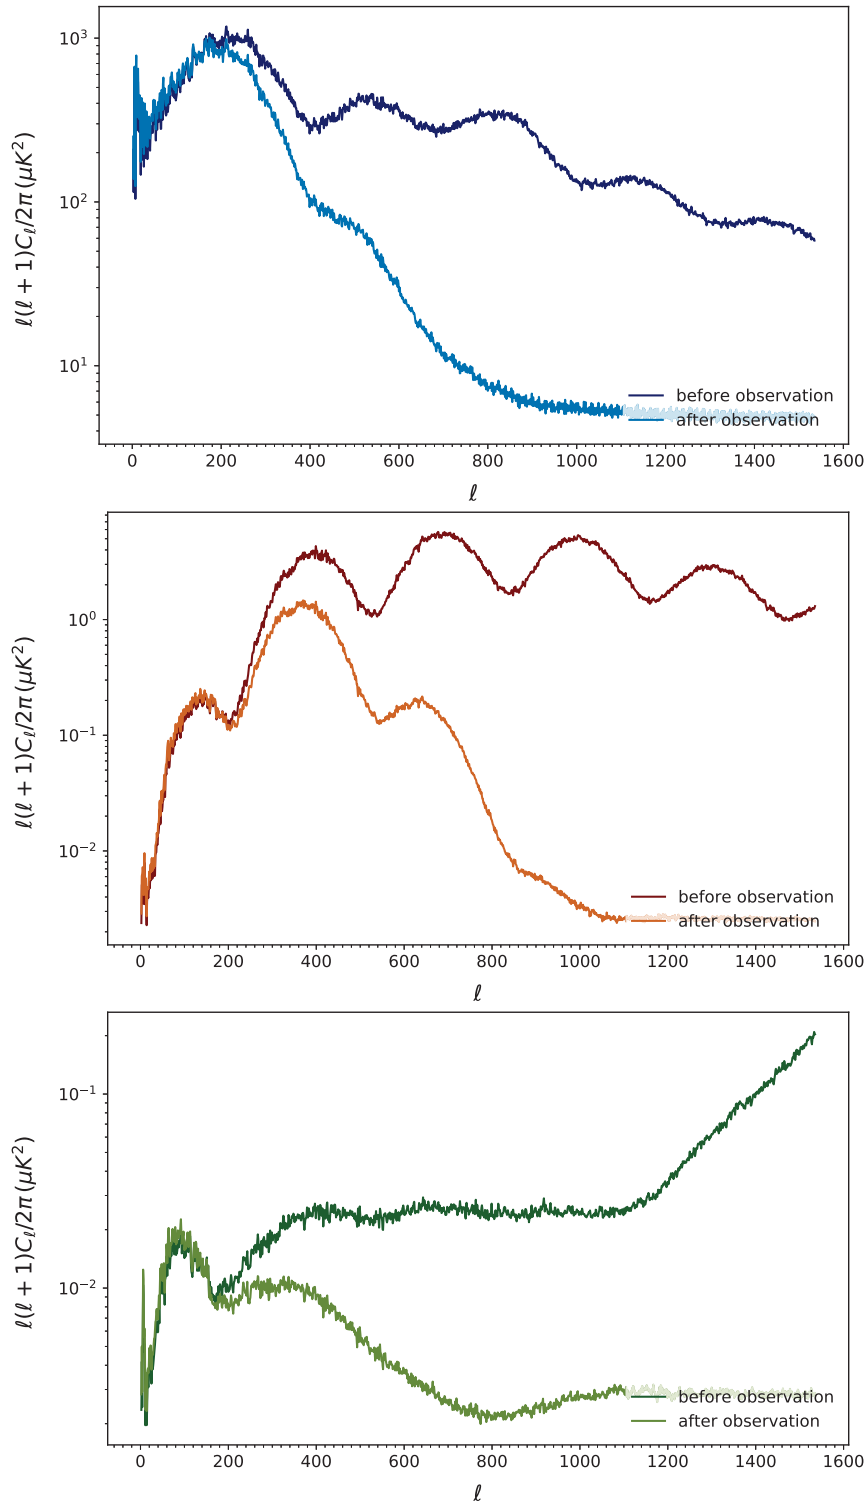 ℓ(ℓ + 1)Cℓ/2π (μK²)
10³
10²
10¹
before observation
after observation
0 200 400 600 800 1000 1200 1400 1600
ℓ
ℓ(ℓ + 1)Cℓ/2π (μK²)
10⁰
10⁻¹
10⁻²
before observation
after observation
0 200 400 600 800 1000 1200 1400 1600
ℓ
ℓ(ℓ + 1)Cℓ/2π (μK²)
10⁻¹
10⁻²
before observation
after observation
0 200 400 600 800 1000 1200 1400 1600
ℓ